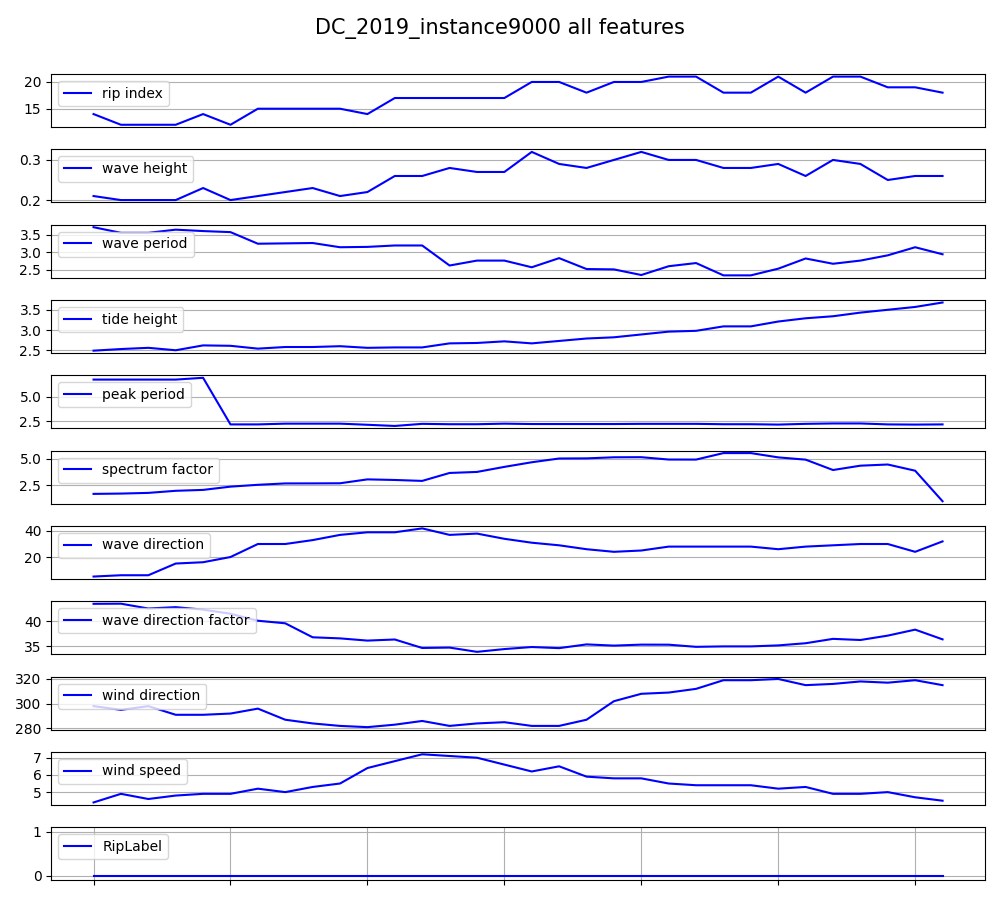 DC_2019_instance9000 all features
20
15
rip index
0.3
0.2
wave height
3.5
3.0
2.5
wave period
3.5
3.0
2.5
tide height
5.0
2.5
peak period
5.0
2.5
spectrum factor
40
20
wave direction
40
35
wave direction factor
320
300
280
wind direction
7
6
5
wind speed
1
0
RipLabel